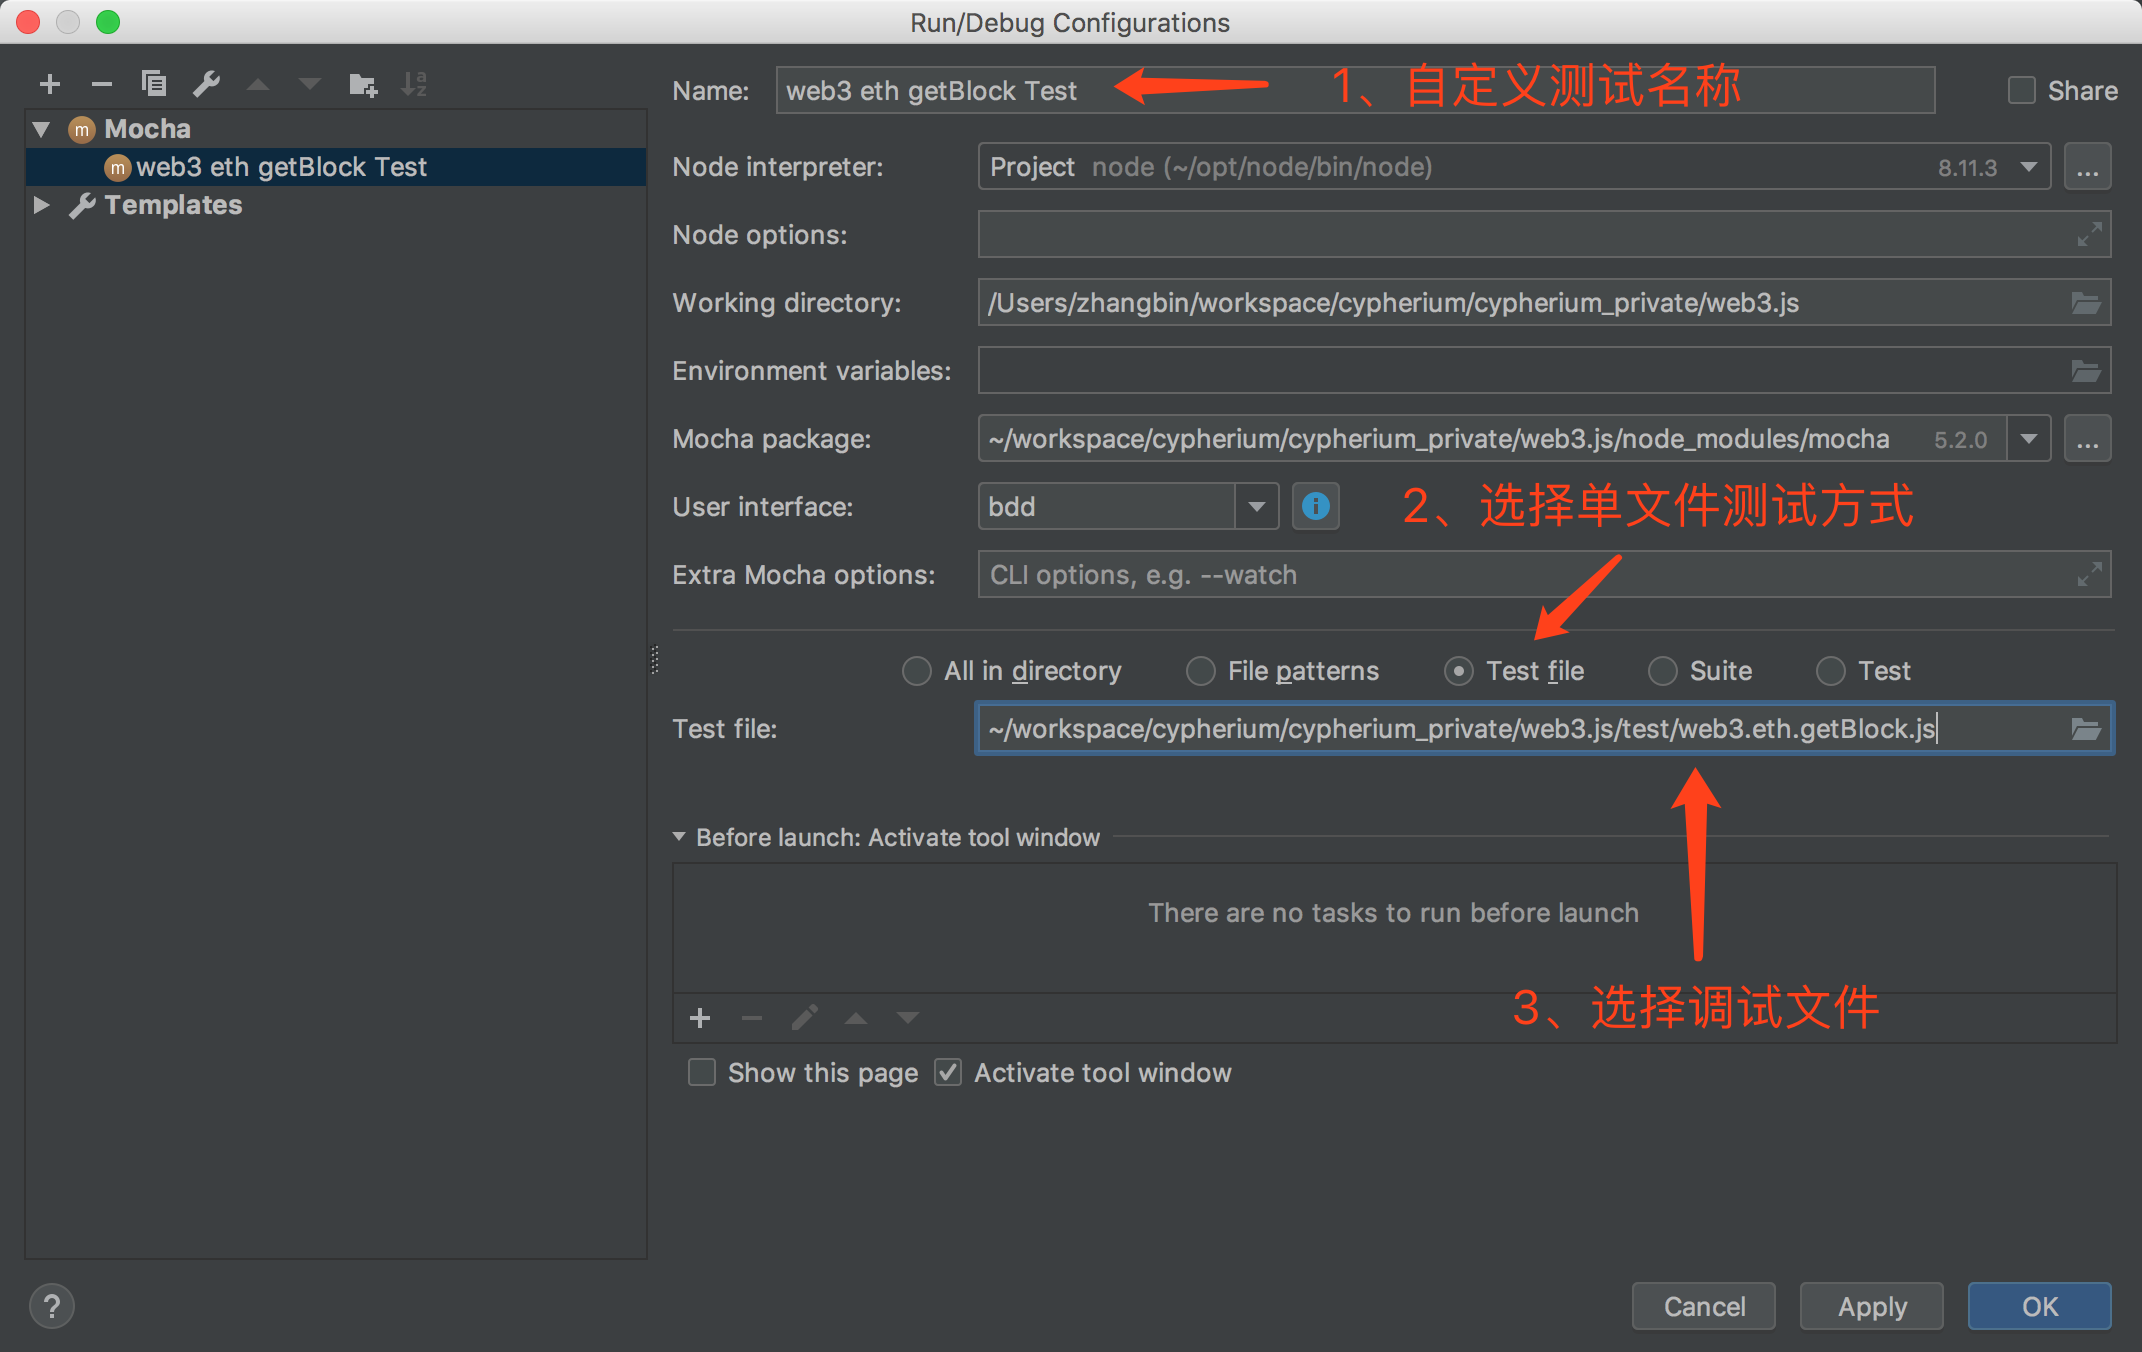 Run/Debug Configurations
Mocha
web3 eth getBlock Test
Templates
Name: web3 eth getBlock Test 1、自定义测试名称 Share
Node interpreter: Project node (~/opt/node/bin/node) 8.11.3 ...
Node options:
Working directory: /Users/zhangbin/workspace/cypherium/cypherium_private/web3.js
Environment variables:
Mocha package: ~/workspace/cypherium/cypherium_private/web3.js/node_modules/mocha 5.2.0 ...
User interface: bdd 2、选择单文件测试方式
Extra Mocha options: CLI options, e.g. --watch
All in directory File patterns Test file Suite Test
Test file: ~/workspace/cypherium/cypherium_private/web3.js/test/web3.eth.getBlock.js
Before launch: Activate tool window
There are no tasks to run before launch
3、选择调试文件
Show this page Activate tool window
? Cancel Apply OK